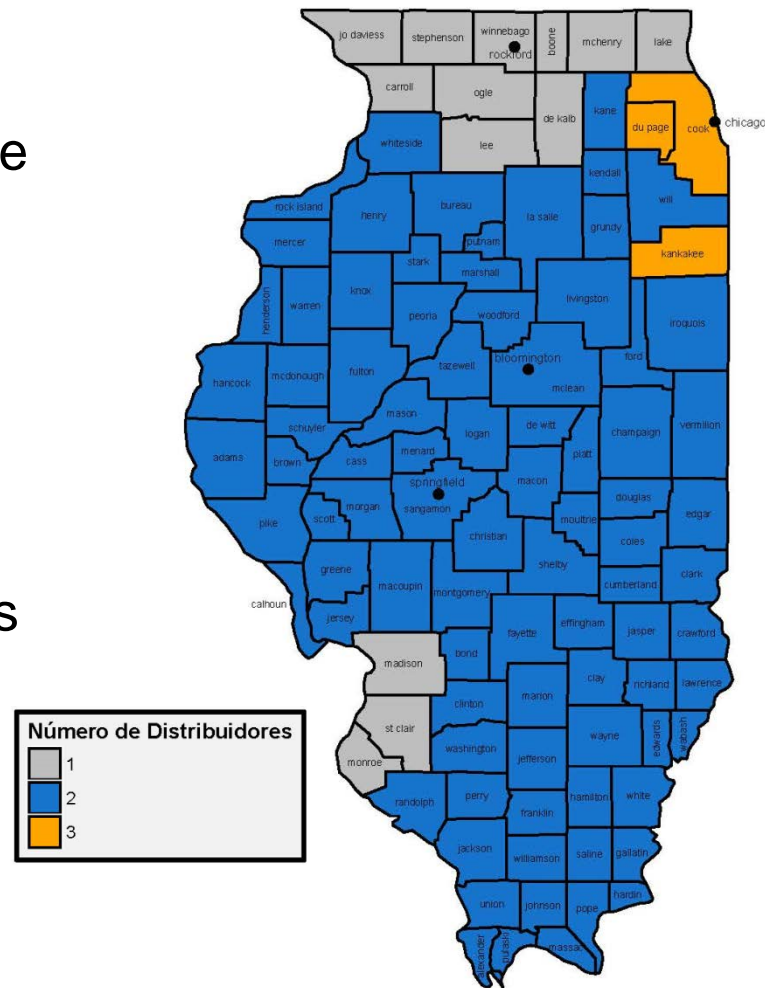 jo daviess
stephenson
winnebago
boone
mchenry
lake
rockford
carroll
ogle
de kalb
kane
cook
chicago
du page
e
whiteside
lee
kendall
will
rock island
henry
bureau
la salle
grundy
mercer
putnam
kankakee
stark
marshall
henderson
warren
knox
peoria
woodford
livingston
iroquois
bloomington
ford
hancock
mcdonough
fulton
tazewell
mclean
mason
schuyler
logan
de witt
champaign
vermilion
adama
brown
cass
menard
piatt
springfield
macon
pike
scott
morgan
sangamon
christian
moultrie
douglas
edgar
coles
shelby
greene
macoupin
montgomery
cumberland
clark
calhoun
s
jersey
fayette
effingham
jasper
crawford
madison
bond
clay
richland
lawrence
marion
clinton
st clair
washington
wayne
edwards
wabash
Número de Distribuidores
1
2
3
monroe
jefferson
randolph
perry
hamilton
white
franklin
jackson
williamson
saline
gallatin
union
johnson
pope
hardin
alexander
pulaski
massac